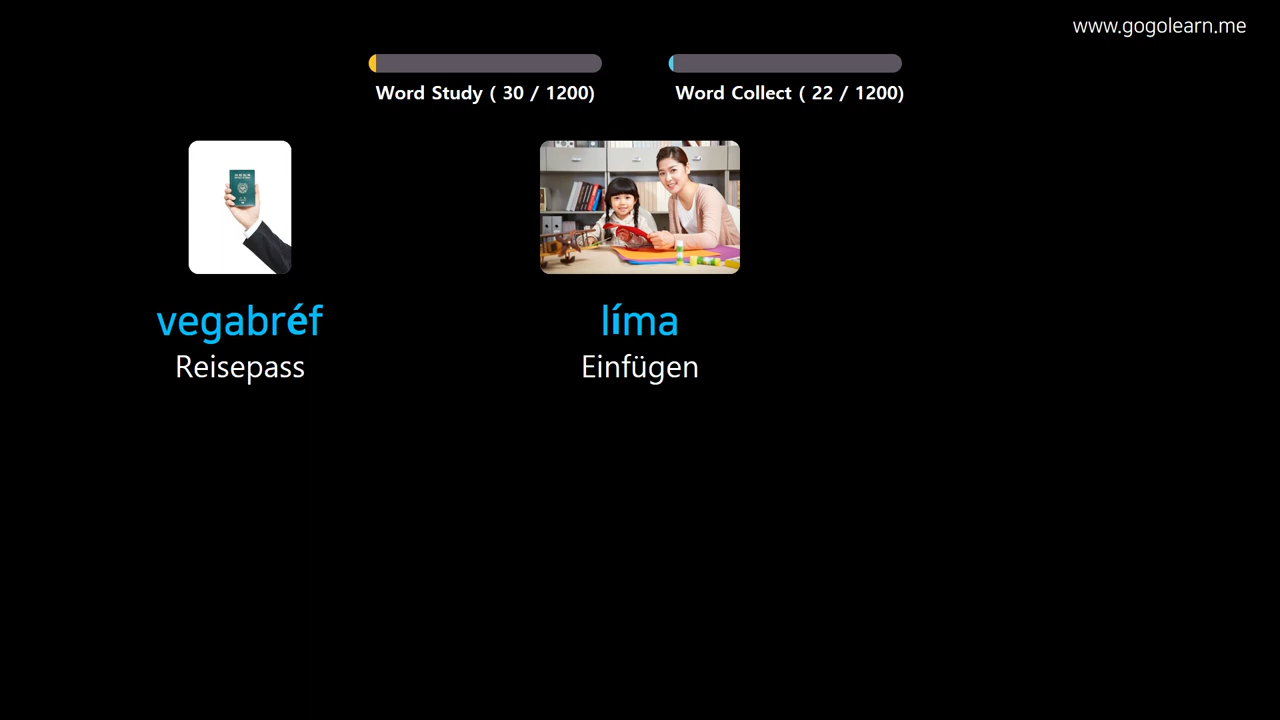 www.gogolearn.me
Word Study ( 30 / 1200)
Word Collect ( 22 / 1200)
vegabréf
Reisepass
líma
Einfügen